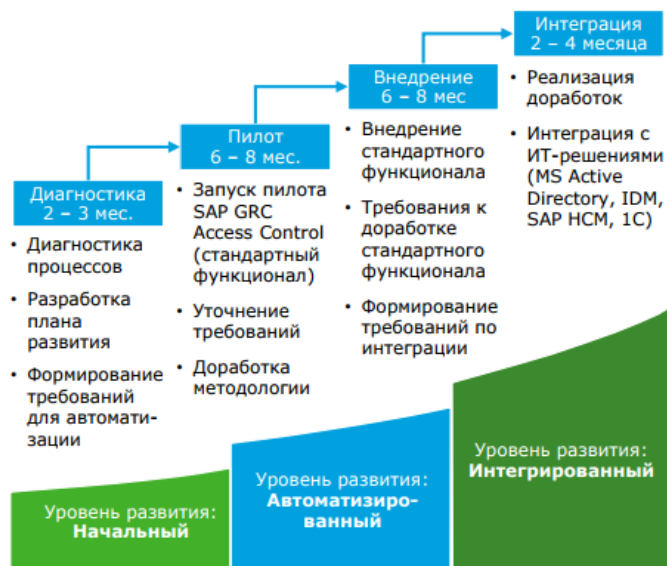 Диагностика
2 – 3 мес.
• Диагностика
процессов
• Разработка
плана
развития
• Формирование
требований
для автомати-
зации
Пилот
6 – 8 мес.
• Запуск пилота
SAP GRC
Access Control
(стандартный
функционал)
• Уточнение
требований
• Доработка
методологии
Внедрение
6 – 8 мес
• Внедрение
стандартного
функционала
• Требования к
доработке
стандартного
функционала
• Формирование
требований по
интеграции
Интеграция
2 – 4 месяца
• Реализация
доработок
• Интеграция с
ИТ-решениями
(MS Active
Directory, IDM,
SAP HCM, 1С)
Уровень развития:
Начальный
Уровень развития:
Автоматизиро-
ванный
Уровень развития:
Интегрированный